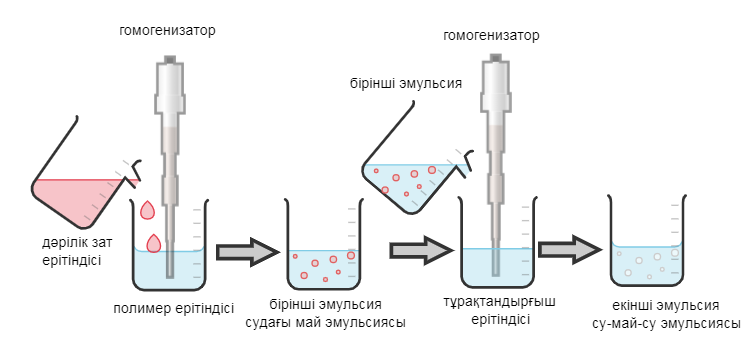 гомогенизатор
гомогенизатор
бірінші эмульсия
дәрілік зат
ерітіндісі
полимер ерітіндісі
бірінші эмульсия
судағы май эмульсиясы
тұрақтандырғыш
ерітіндісі
екінші эмульсия
су-май-су эмульсиясы